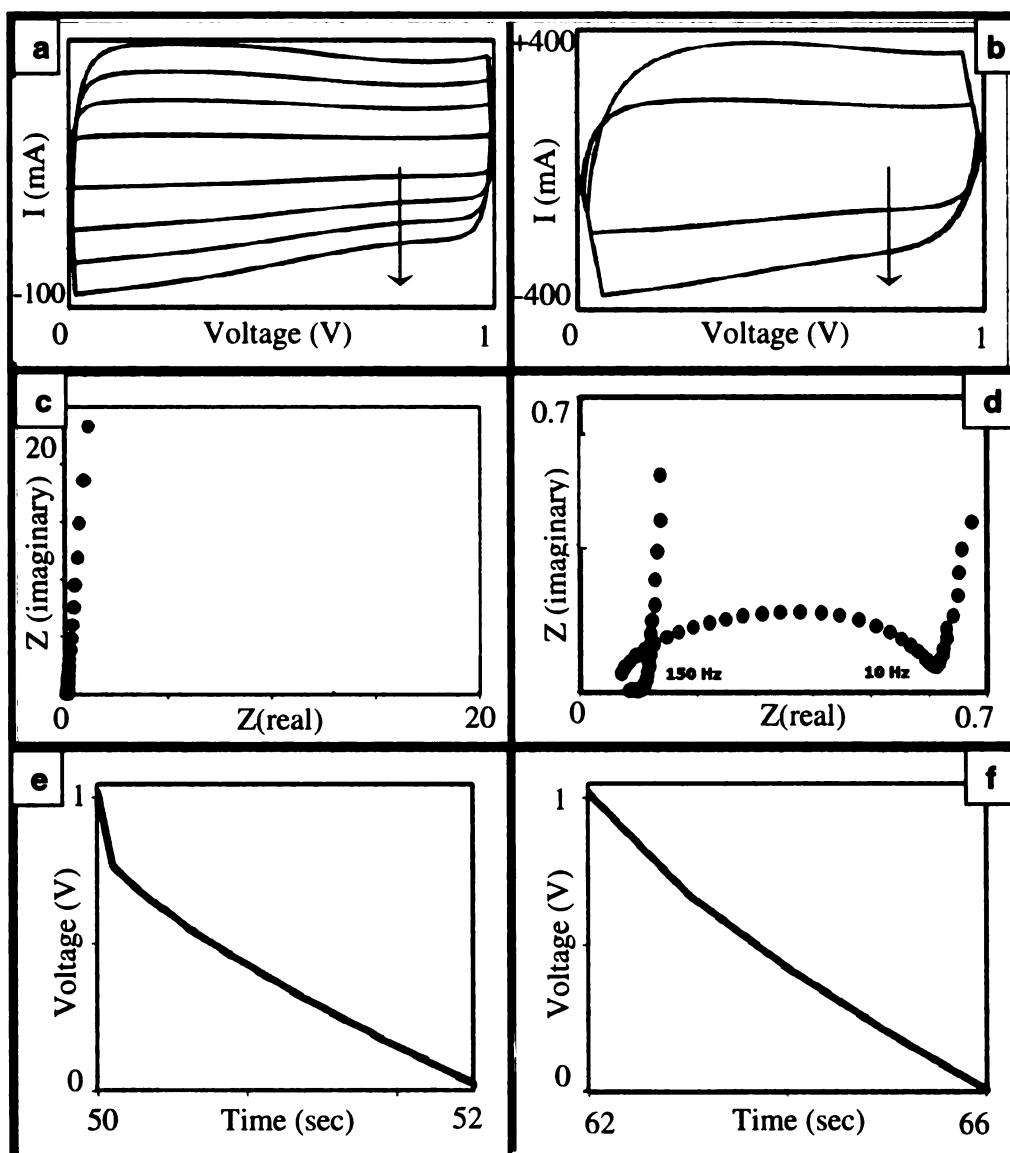 a
I (mA)
-100
0
Voltage (V)
1
b
+400
I (mA)
-400
0
Voltage (V)
1
c
20
Z (imaginary)
0
Z(real)
20
d
0.7
Z (imaginary)
150 Hz
10 Hz
0
Z(real)
0.7
e
1
Voltage (V)
0
50
Time (sec)
52
f
1
Voltage (V)
0
62
Time (sec)
66